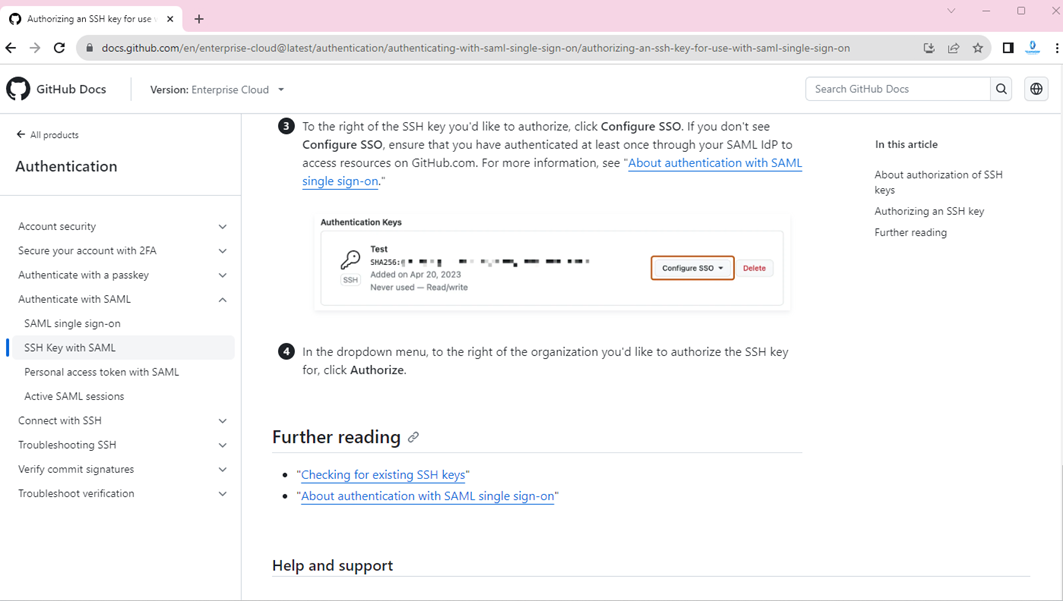 Authorizing an SSH key for use
docs.github.com/en/enterprise-cloud@latest/authentication/authenticating-with-saml-single-sign-on/authorizing-an-ssh-key-for-use-with-saml-single-sign-on
GitHub Docs
Version: Enterprise Cloud
Search GitHub Docs
All products
Authentication
Account security
Secure your account with 2FA
Authenticate with a passkey
Authenticate with SAML
SAML single sign-on
SSH Key with SAML
Personal access token with SAML
Active SAML sessions
Connect with SSH
Troubleshooting SSH
Verify commit signatures
Troubleshoot verification
3 To the right of the SSH key you'd like to authorize, click Configure SSO. If you don't see
Configure SSO, ensure that you have authenticated at least once through your SAML IdP to
access resources on GitHub.com. For more information, see "About authentication with SAML
single sign-on."
Authentication Keys
Test
SHA256:
Added on Apr 20, 2023
Never used — Read/write
SSH
Configure SSO
Delete
4 In the dropdown menu, to the right of the organization you'd like to authorize the SSH key
for, click Authorize.
Further reading
"Checking for existing SSH keys"
"About authentication with SAML single sign-on"
Help and support
In this article
About authorization of SSH
keys
Authorizing an SSH key
Further reading